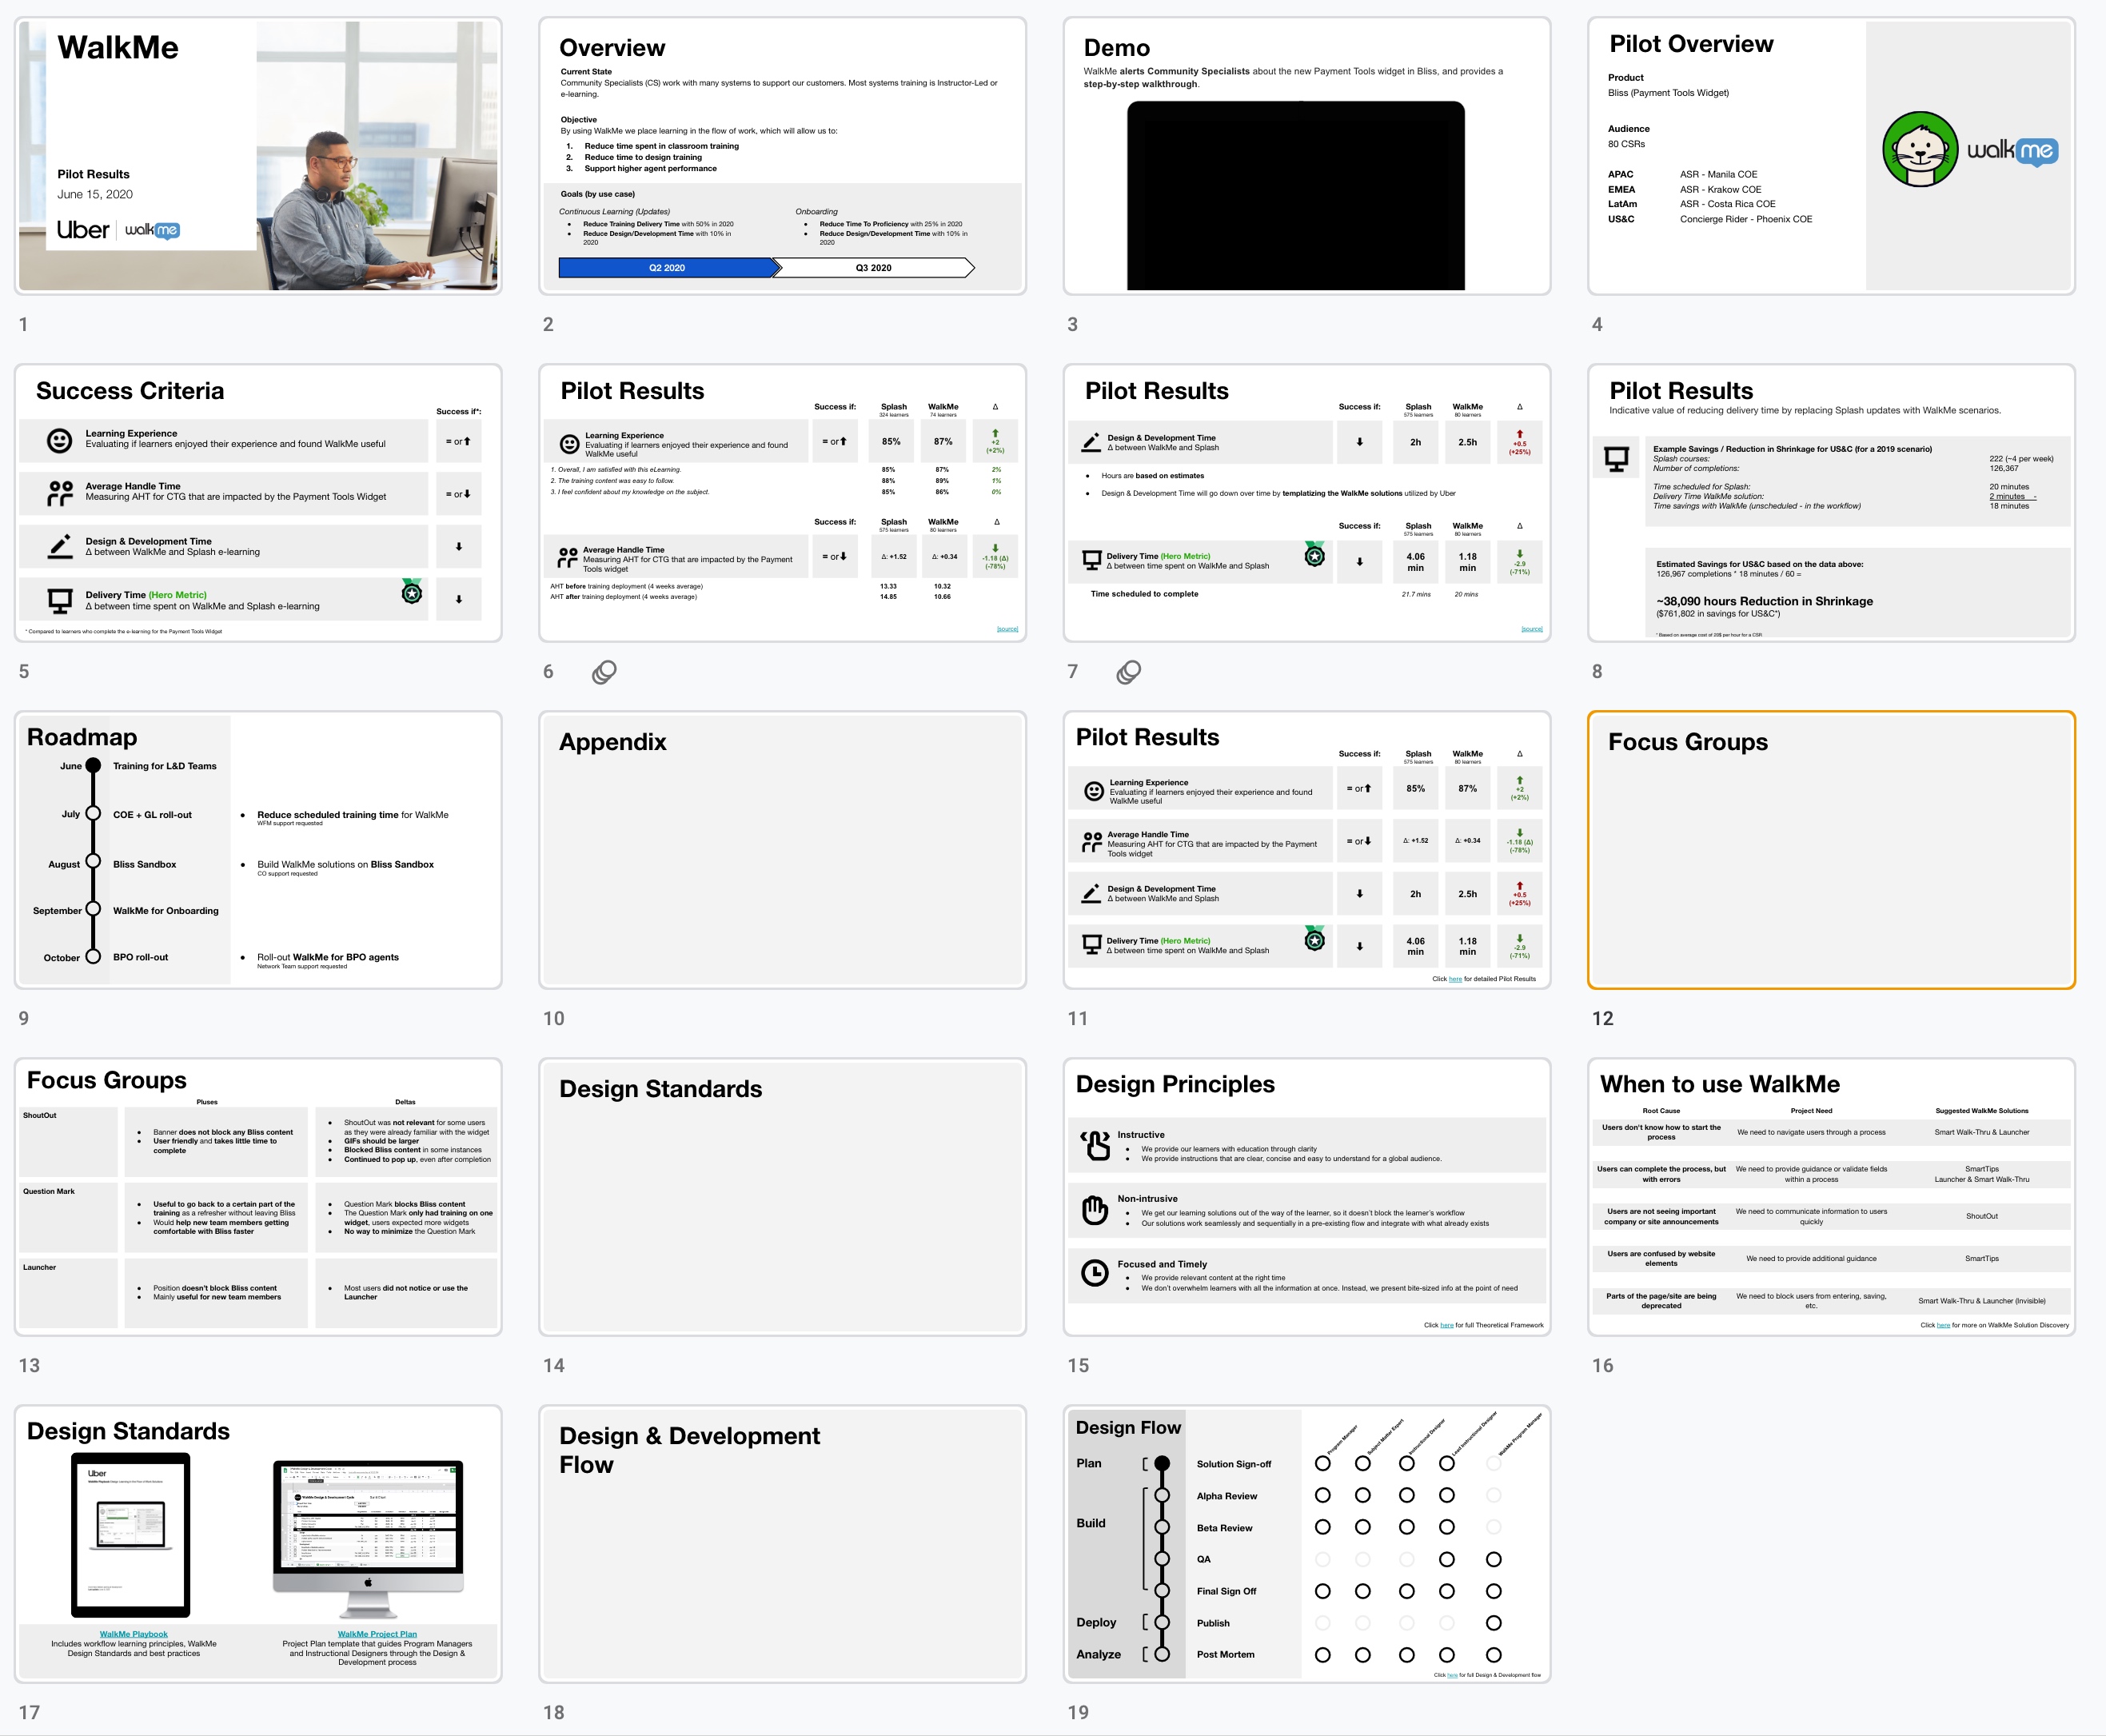 WalkMe
Pilot Results
June 15, 2020
Uber walkme
1
Overview
Current State
Community Specialists (CS) work with many systems to support our customers. Most systems training is Instructor-Led or
e-learning.
Objective
By using WalkMe we place learning in the flow of work, which will allow us to:
1. Reduce time spent in classroom training
2. Reduce time to design training
3. Support higher agent performance
Goals (by use case)
Continuous Learning (Updates)
● Reduce Training Delivery Time with 50% in 2020
● Reduce Design/Development Time with 10% in
2020
Onboarding
● Reduce Time To Proficiency with 25% in 2020
● Reduce Design/Development Time with 10% in
2020
Q2 2020
Q3 2020
2
Demo
WalkMe alerts Community Specialists about the new Payment Tools widget in Bliss, and provides a
step-by-step walkthrough.
3
Pilot Overview
Product
Bliss (Payment Tools Widget)
Audience
80 CSRs
APAC ASR - Manila COE
EMEA ASR - Krakow COE
LatAm ASR - Costa Rica COE
US&C Concierge Rider - Phoenix COE
walkme
4
Success Criteria
Success if*:
Learning Experience
Evaluating if learners enjoyed their experience and found WalkMe useful
= or ⬆
Average Handle Time
Measuring AHT for CTG that are impacted by the Payment Tools Widget
= or ⬇
Design & Development Time
Δ between WalkMe and Splash e-learning
⬇
Delivery Time (Hero Metric)
Δ between time spent on WalkMe and Splash e-learning
⬇
* Compared to learners who complete the e-learning for the Payment Tools Widget
5
Pilot Results
Success if: Splash WalkMe Δ
324 learners 74 learners
Learning Experience
Evaluating if learners enjoyed their experience and found
WalkMe useful
= or ⬆ 85% 87% ⬆
+2
(+2%)
1. Overall, I am satisfied with this eLearning. 85% 87% 2%
2. The training content was easy to follow. 88% 89% 1%
3. I feel confident about my knowledge on the subject. 85% 86% 0%
Success if: Splash WalkMe Δ
575 learners 80 learners
Average Handle Time
Measuring AHT for CTG that are impacted by the Payment
Tools widget
= or ⬇ Δ: +1.52 Δ: +0.34 ⬇
-1.18 (Δ)
(-78%)
AHT before training deployment (4 weeks average) 13.33 10.32
AHT after training deployment (4 weeks average) 14.85 10.66
[source]
6
Pilot Results
Success if: Splash WalkMe Δ
575 learners 80 learners
Design & Development Time
Δ between WalkMe and Splash
⬇ 2h 2.5h ⬆
+0.5
(+25%)
● Hours are based on estimates
● Design & Development Time will go down over time by templatizing the WalkMe solutions utilized by Uber
Success if: Splash WalkMe Δ
575 learners 80 learners
Delivery Time (Hero Metric)
Δ between time spent on WalkMe and Splash
⬇ 4.06 min 1.18 min ⬇
-2.9
(-71%)
Time scheduled to complete 21.7 mins 20 mins
[source]
7
Pilot Results
Indicative value of reducing delivery time by replacing Splash updates with WalkMe scenarios.
Example Savings / Reduction in Shrinkage for US&C (for a 2019 scenario)
Splash courses: 222 (~4 per week)
Number of completions: 126,367
Time scheduled for Splash: 20 minutes
Delivery Time WalkMe solution: 2 minutes -
Time savings with WalkMe (unscheduled - in the workflow) 18 minutes
Estimated Savings for US&C based on the data above:
126,967 completions * 18 minutes / 60 =
~38,090 hours Reduction in Shrinkage
($761,802 in savings for US&C*)
* Based on average cost of 20$ per hour for a CSR
8
Roadmap
June Training for L&D Teams
July COE + GL roll-out ● Reduce scheduled training time for WalkMe
WFM support requested
August Bliss Sandbox ● Build WalkMe solutions on Bliss Sandbox
CO support requested
September WalkMe for Onboarding
October BPO roll-out ● Roll-out WalkMe for BPO agents
Network Team support requested
9
Appendix
10
Pilot Results
Success if: Splash WalkMe Δ
575 learners 80 learners
Learning Experience
Evaluating if learners enjoyed their experience and found
WalkMe useful
= or ⬆ 85% 87% ⬆
+2
(+2%)
Average Handle Time
Measuring AHT for CTG that are impacted by the Payment
Tools widget
= or ⬇ Δ: +1.52 Δ: +0.34 ⬇
-1.18 (Δ)
(-78%)
Design & Development Time
Δ between WalkMe and Splash
⬇ 2h 2.5h ⬆
+0.5
(+25%)
Delivery Time (Hero Metric)
Δ between time spent on WalkMe and Splash
⬇ 4.06 min 1.18 min ⬇
-2.9
(-71%)
Click here for detailed Pilot Results
11
Focus Groups
12
Focus Groups
Pluses Deltas
ShoutOut
● Banner does not block any Bliss content
● User friendly and takes little time to
complete
● ShoutOut was not relevant for some users
as they were already familiar with the widget
● GIFs should be larger
● Blocked Bliss content in some instances
● Continued to pop up, even after completion
Question Mark
● Useful to go back to a certain part of the
training as a refresher without leaving Bliss
● Would help new team members getting
comfortable with Bliss faster
● Question Mark blocks Bliss content
● The Question Mark only had training on one
widget, users expected more widgets
● No way to minimize the Question Mark
Launcher
● Position doesn't block Bliss content
● Mainly useful for new team members
● Most users did not notice or use the
Launcher
13
Design Standards
14
Design Principles
Instructive
● We provide our learners with education through clarity
● We provide instructions that are clear, concise and easy to understand for a global audience.
Non-intrusive
● We get our learning solutions out of the way of the learner, so it doesn't block the learner's workflow
● Our solutions work seamlessly and sequentially in a pre-existing flow and integrate with what already exists
Focused and Timely
● We provide relevant content at the right time
● We don't overwhelm learners with all the information at once. Instead, we present bite-sized info at the point of need
Click here for full Theoretical Framework
15
When to use WalkMe
Root Cause Project Need Suggested WalkMe Solutions
Users don't know how to start the
process
We need to navigate users through a process
Smart Walk-Thru & Launcher
Users can complete the process, but
with errors
We need to provide guidance or validate fields
within a process
SmartTips
Launcher & Smart Walk-Thru
Users are not seeing important
company or site announcements
We need to communicate information to users
quickly
ShoutOut
Users are confused by website
elements
We need to provide additional guidance
SmartTips
Parts of the page/site are being
deprecated
We need to block users from entering, saving,
etc.
Smart Walk-Thru & Launcher (Invisible)
Click here for more on WalkMe Solution Discovery
16
Design Standards
Uber
WalkMe Playbook
Includes workflow learning principles, WalkMe
Design Standards and best practices
WalkMe Project Plan
Project Plan template that guides Program Managers
and Instructional Designers through the Design &
Development process
17
Design & Development
Flow
18
Design Flow
Program Manager
Subject Matter Expert
Instructional Designer
Lead Instructional Designer
WalkMe Program Manager
Plan
Solution Sign-off
Alpha Review
Build
Beta Review
QA
Final Sign Off
Deploy
Publish
Analyze
Post Mortem
Click here for full Design & Development flow
19